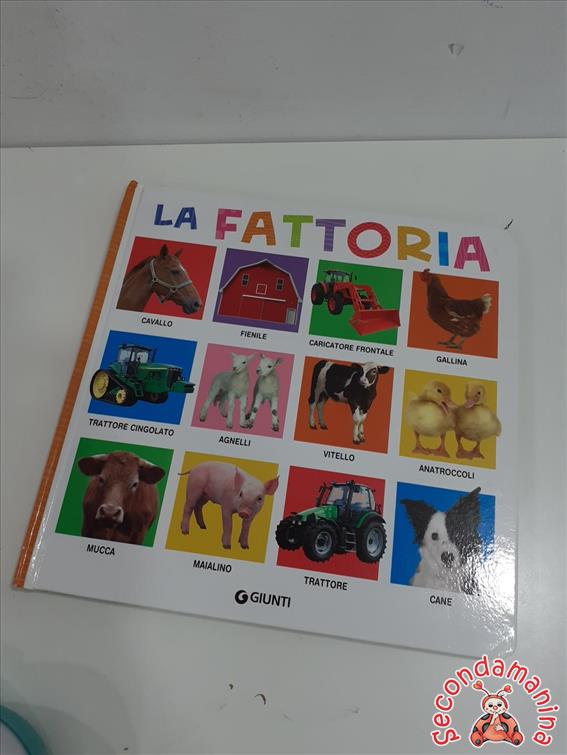 LA FATTORIA
CAVALLO
FIENILE
CARICATORE FRONTALE
GALLINA
TRATTORE CINGOLATO
AGNELLI
VITELLO
ANATROCCOLI
MUCCA
MAIALINO
TRATTORE
CANE
GIUNTI
Secondamanina